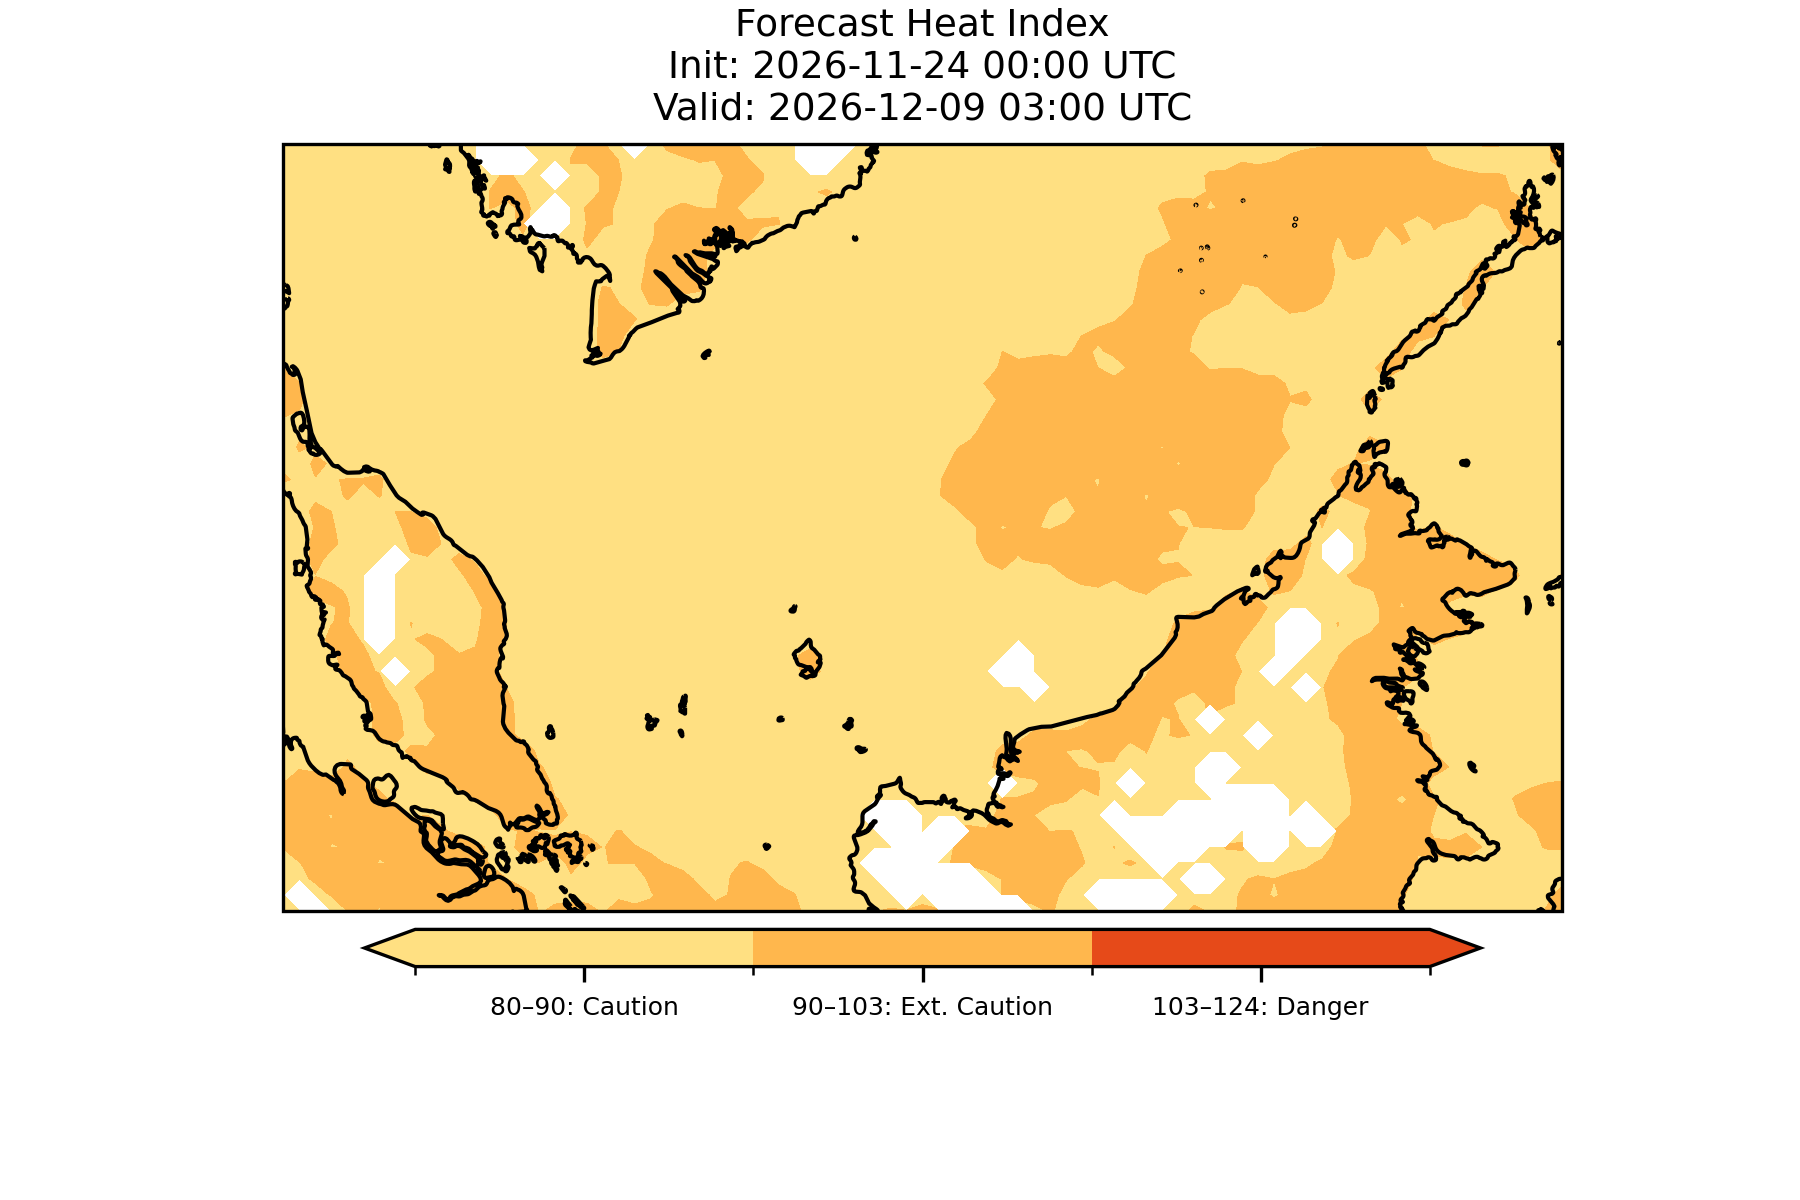 Forecast Heat Index
Init: 2026-11-24 00:00 UTC
Valid: 2026-12-09 03:00 UTC
80–90: Caution
90–103: Ext. Caution
103–124: Danger